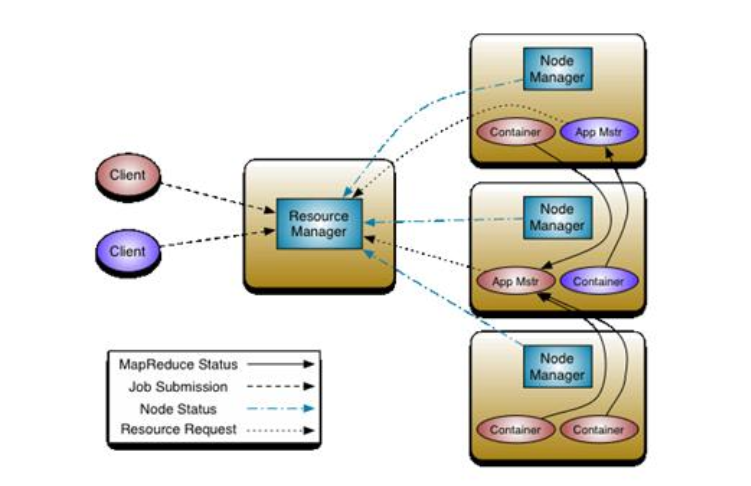 Node
Manager
Container
App Mstr
Client
Resource
Manager
Node
Manager
Client
App Mstr
Container
MapReduce Status
Job Submission
Node Status
Resource Request
Node
Manager
Container
Container